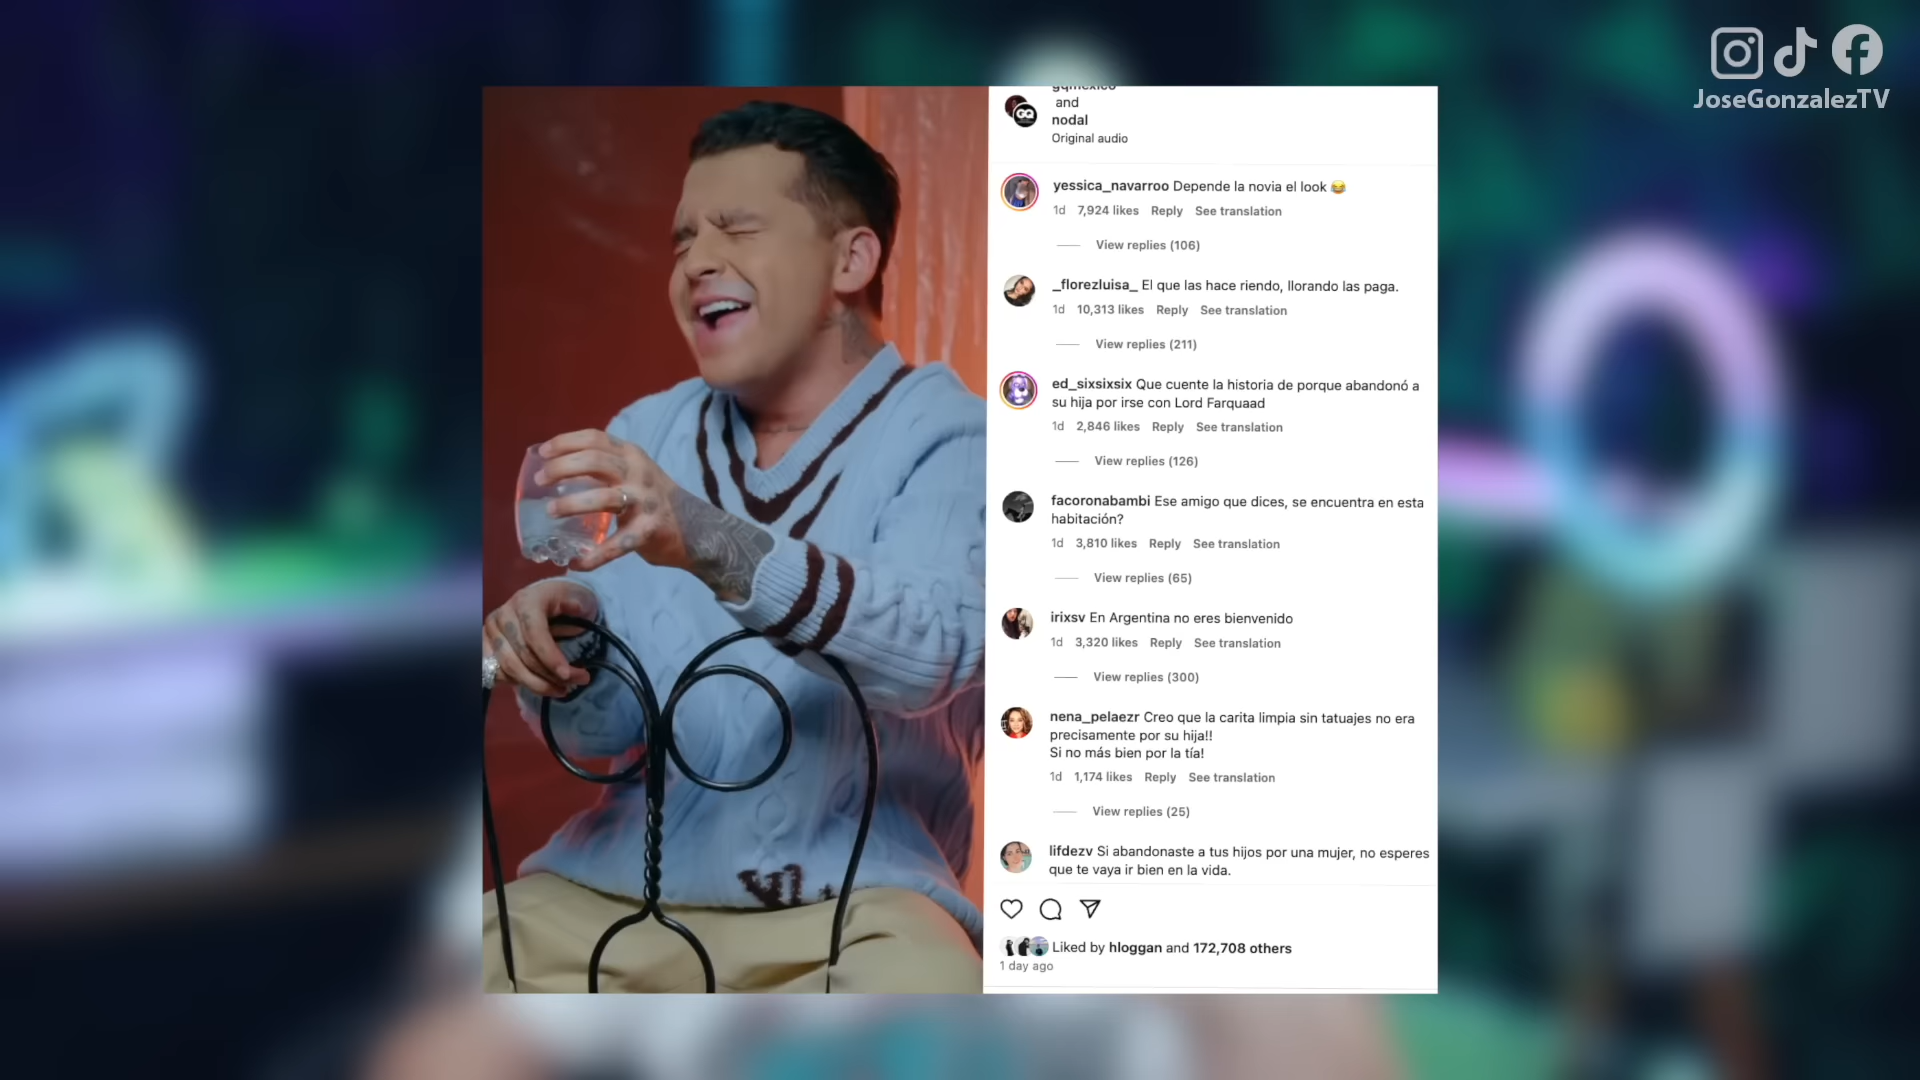 JoseGonzalezTV
gqmexico
and
nodal
Original audio
GQ
yessica_navarroo Depende la novia el look 😂
1d 7,924 likes Reply See translation
View replies (106)
_florezluisa_ El que las hace riendo, llorando las paga.
1d 10,313 likes Reply See translation
View replies (211)
ed_sixsixsix Que cuente la historia de porque abandonó a
su hija por irse con Lord Farquaad
1d 2,846 likes Reply See translation
View replies (126)
facoronabambi Ese amigo que dices, se encuentra en esta
habitación?
1d 3,810 likes Reply See translation
View replies (65)
irixsv En Argentina no eres bienvenido
1d 3,320 likes Reply See translation
View replies (300)
nena_pelaezr Creo que la carita limpia sin tatuajes no era
precisamente por su hija!!
Si no más bien por la tía!
1d 1,174 likes Reply See translation
View replies (25)
lifdezv Si abandonaste a tus hijos por una mujer, no esperes
que te vaya ir bien en la vida.
Liked by hloggan and 172,708 others
1 day ago